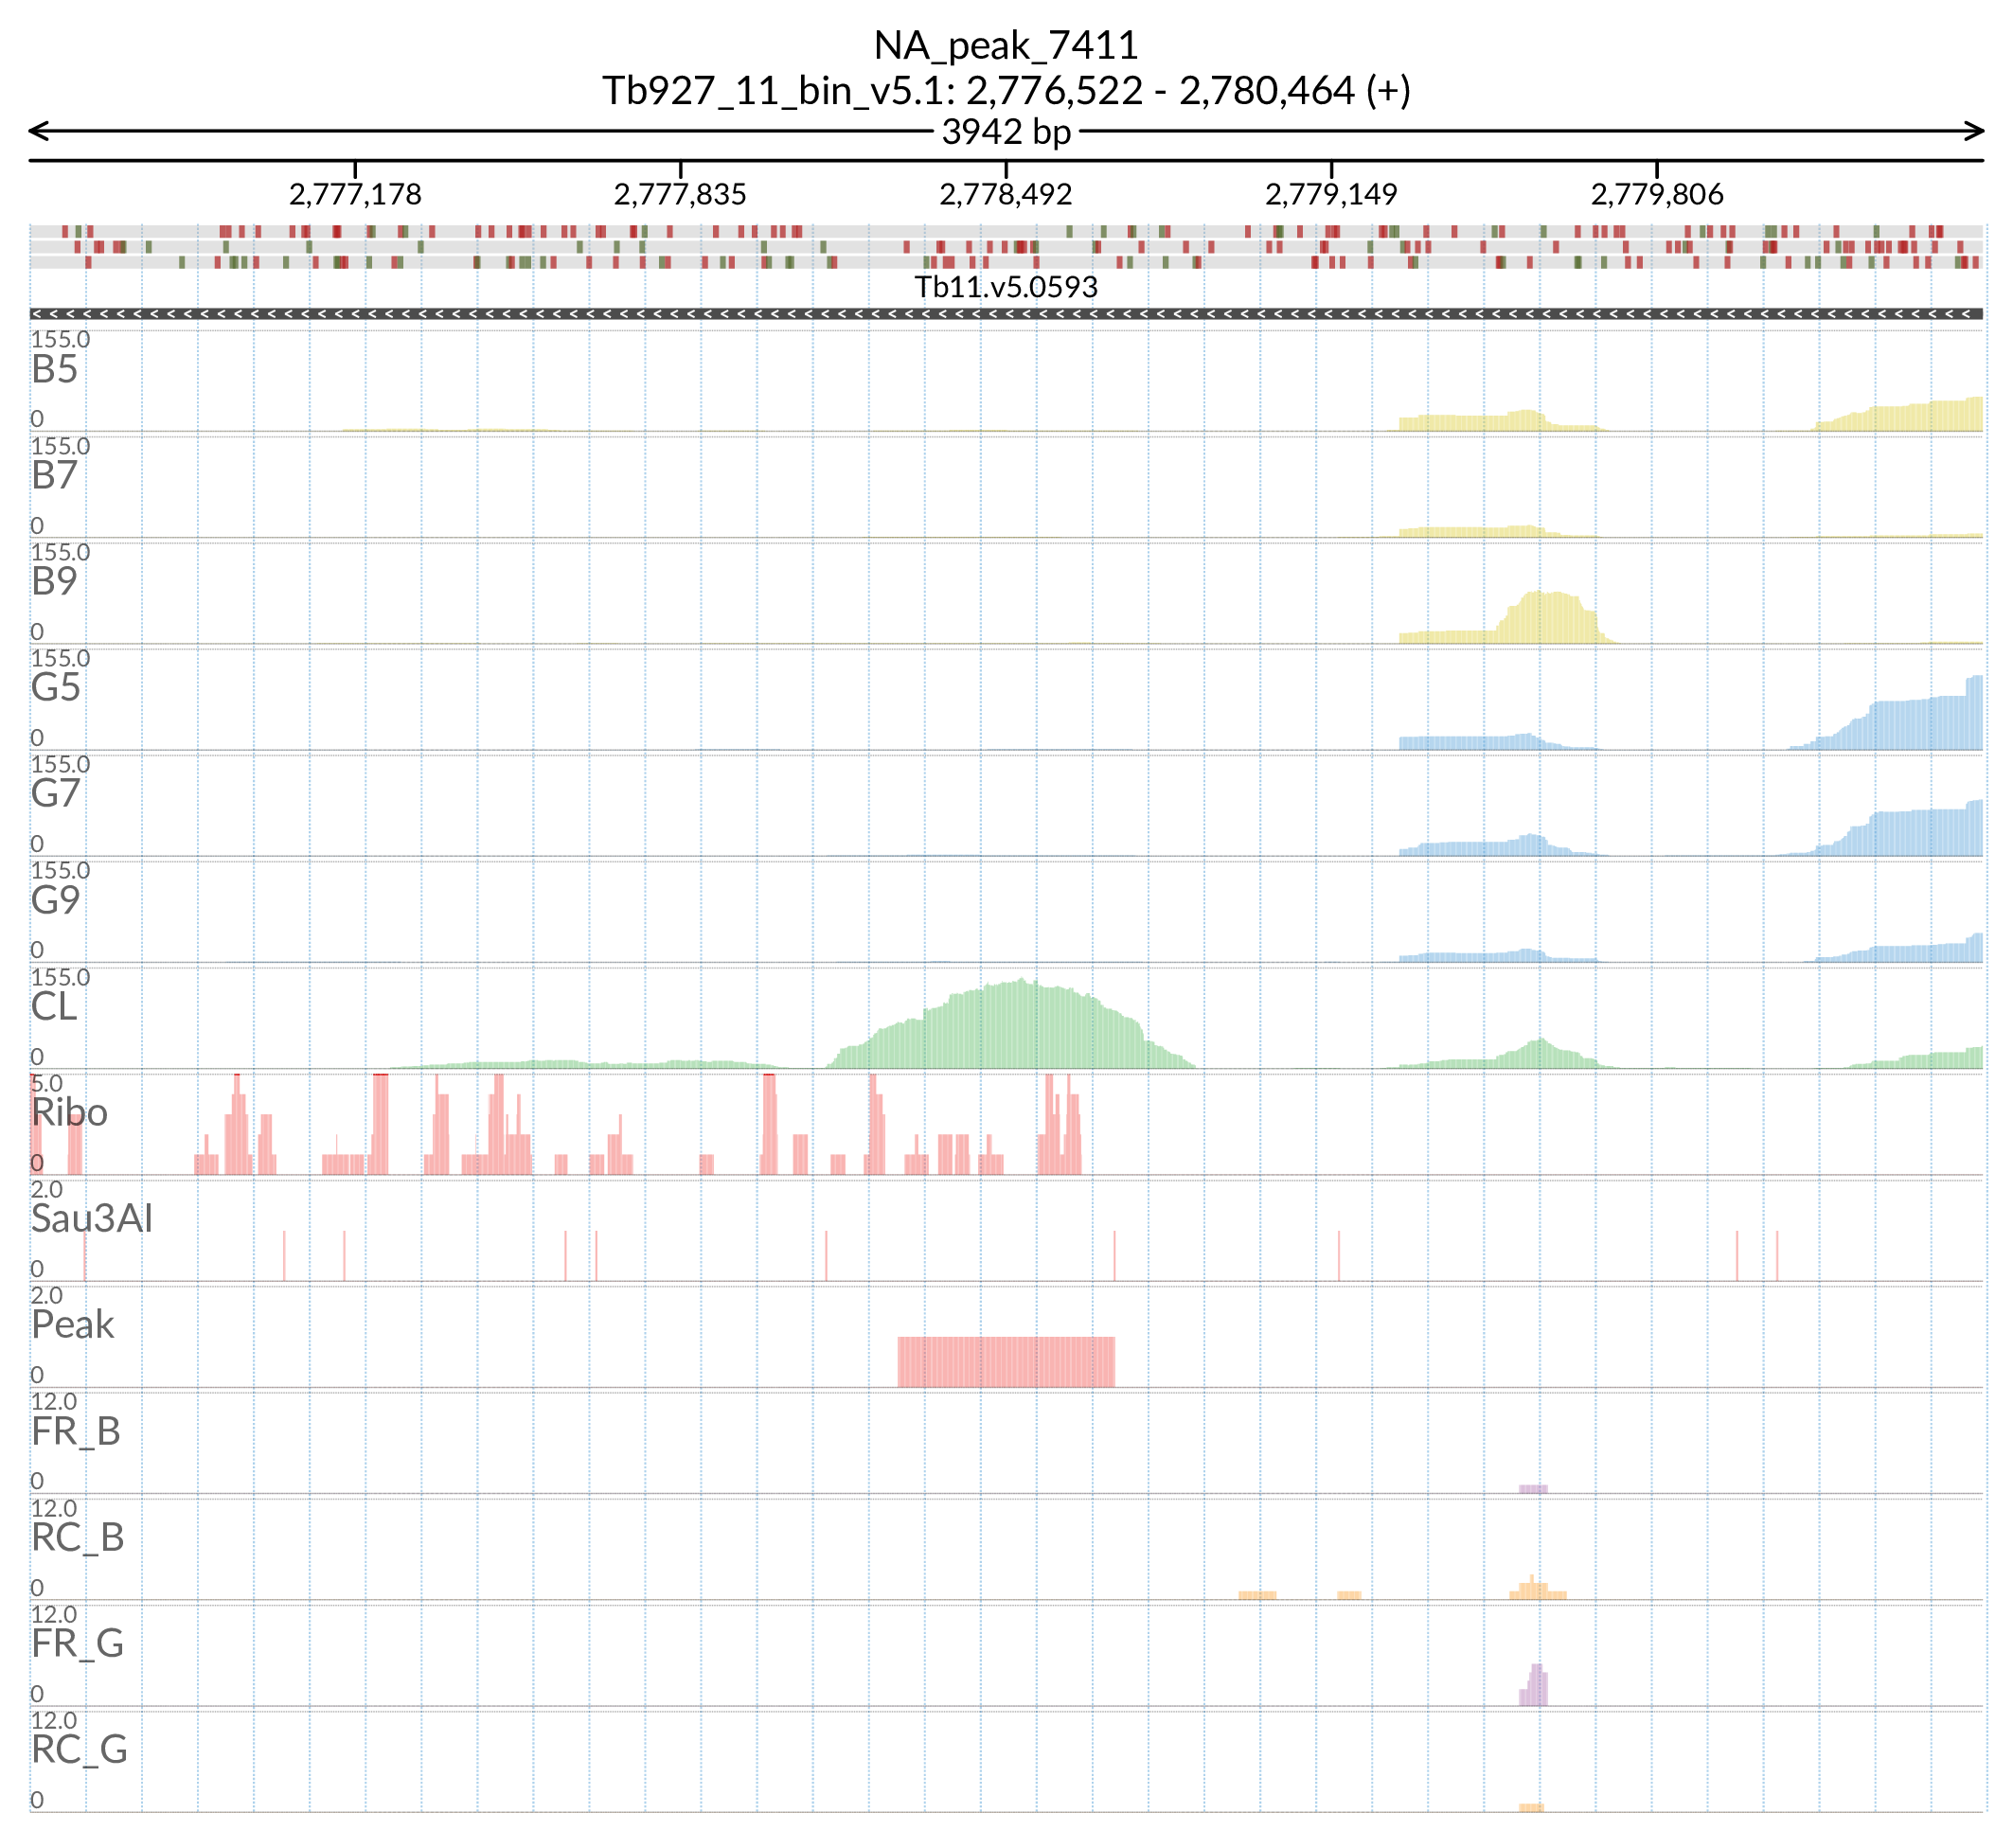 NA_peak_7411
Tb927_11_bin_v5.1: 2,776,522 - 2,780,464 (+)
3942 bp
2,777,178 2,777,835 2,778,492 2,779,149 2,779,806
Tb11.v5.0593
155.0
B5
0
155.0
B7
0
155.0
B9
0
155.0
G5
0
155.0
G7
0
155.0
G9
0
155.0
CL
0
5.0
Ribo
0
2.0
Sau3AI
0
2.0
Peak
0
12.0
FR_B
0
12.0
RC_B
0
12.0
FR_G
0
12.0
RC_G
0